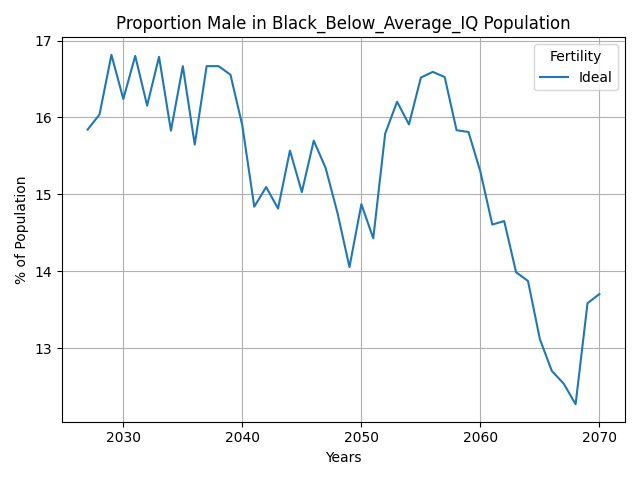 Proportion Male in Black_Below_Average_IQ Population
17
16
15
14
13
% of Population
Fertility
Ideal
2030 2040 2050 2060 2070
Years